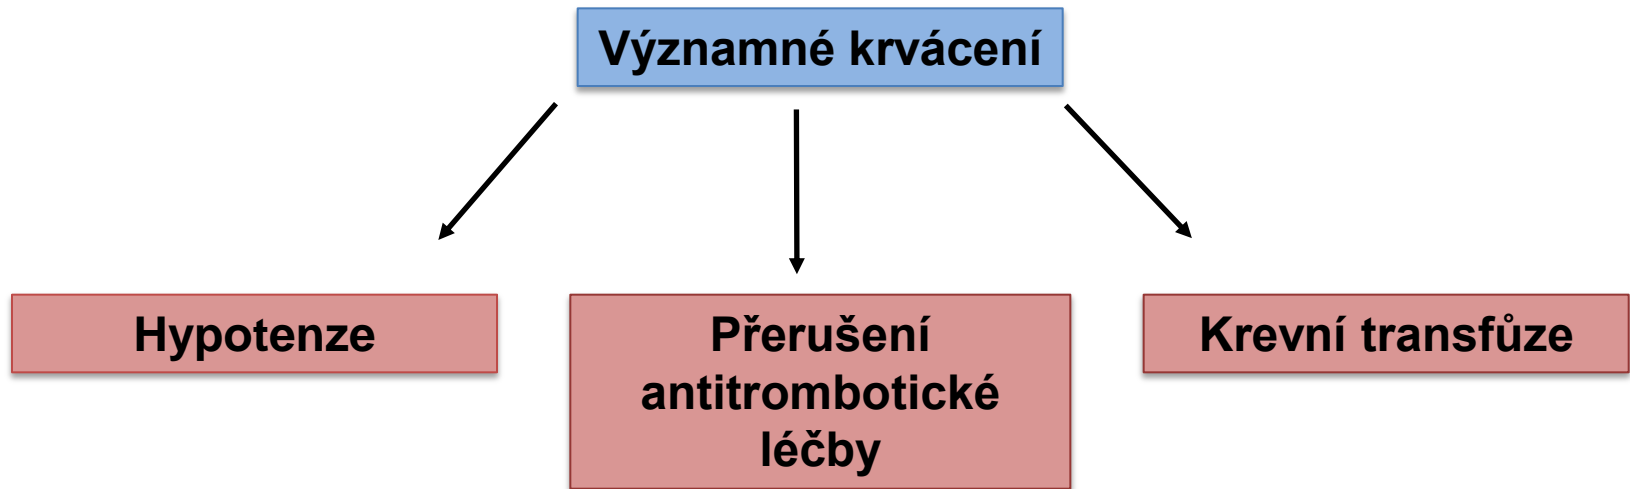 Významné krvácení
Hypotenze
Přerušení
antitrombotické
léčby
Krevní transfůze